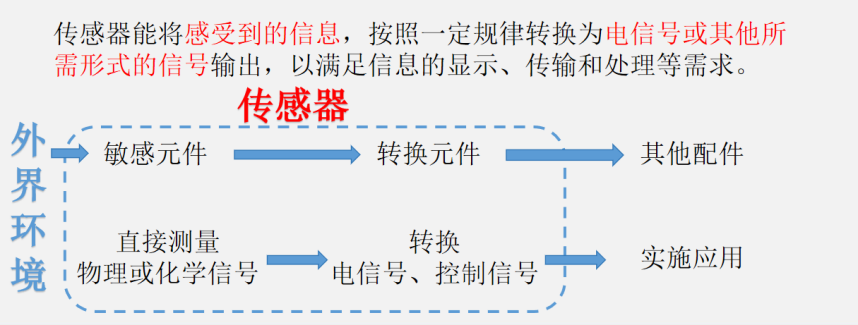 传感器能将感受到的信息，按照一定规律转换为电信号或其他所
需形式的信号输出，以满足信息的显示、传输和处理等需求。
传感器
外界环境
敏感元件
转换元件
其他配件
直接测量
物理或化学信号
转换
电信号、控制信号
实施应用